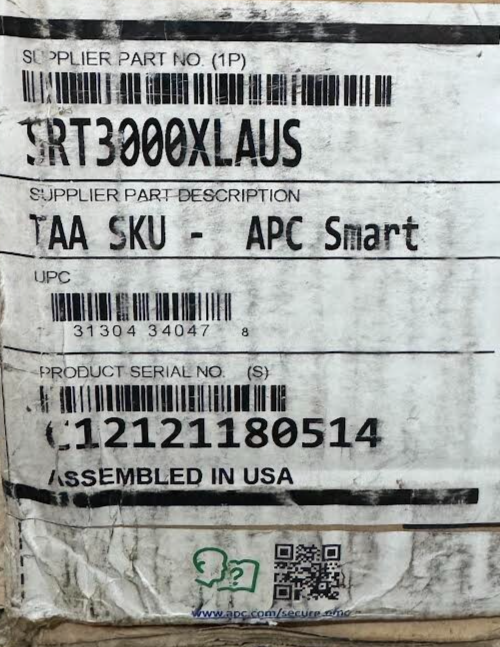 SUPPLIER PART NO. (1P)
SRT3000XLAUS
SUPPLIER PART DESCRIPTION
TAA SKU - APC Smart
UPC
31304 34047 8
PRODUCT SERIAL NO. (S)
12121180514
ASSEMBLED IN USA
?